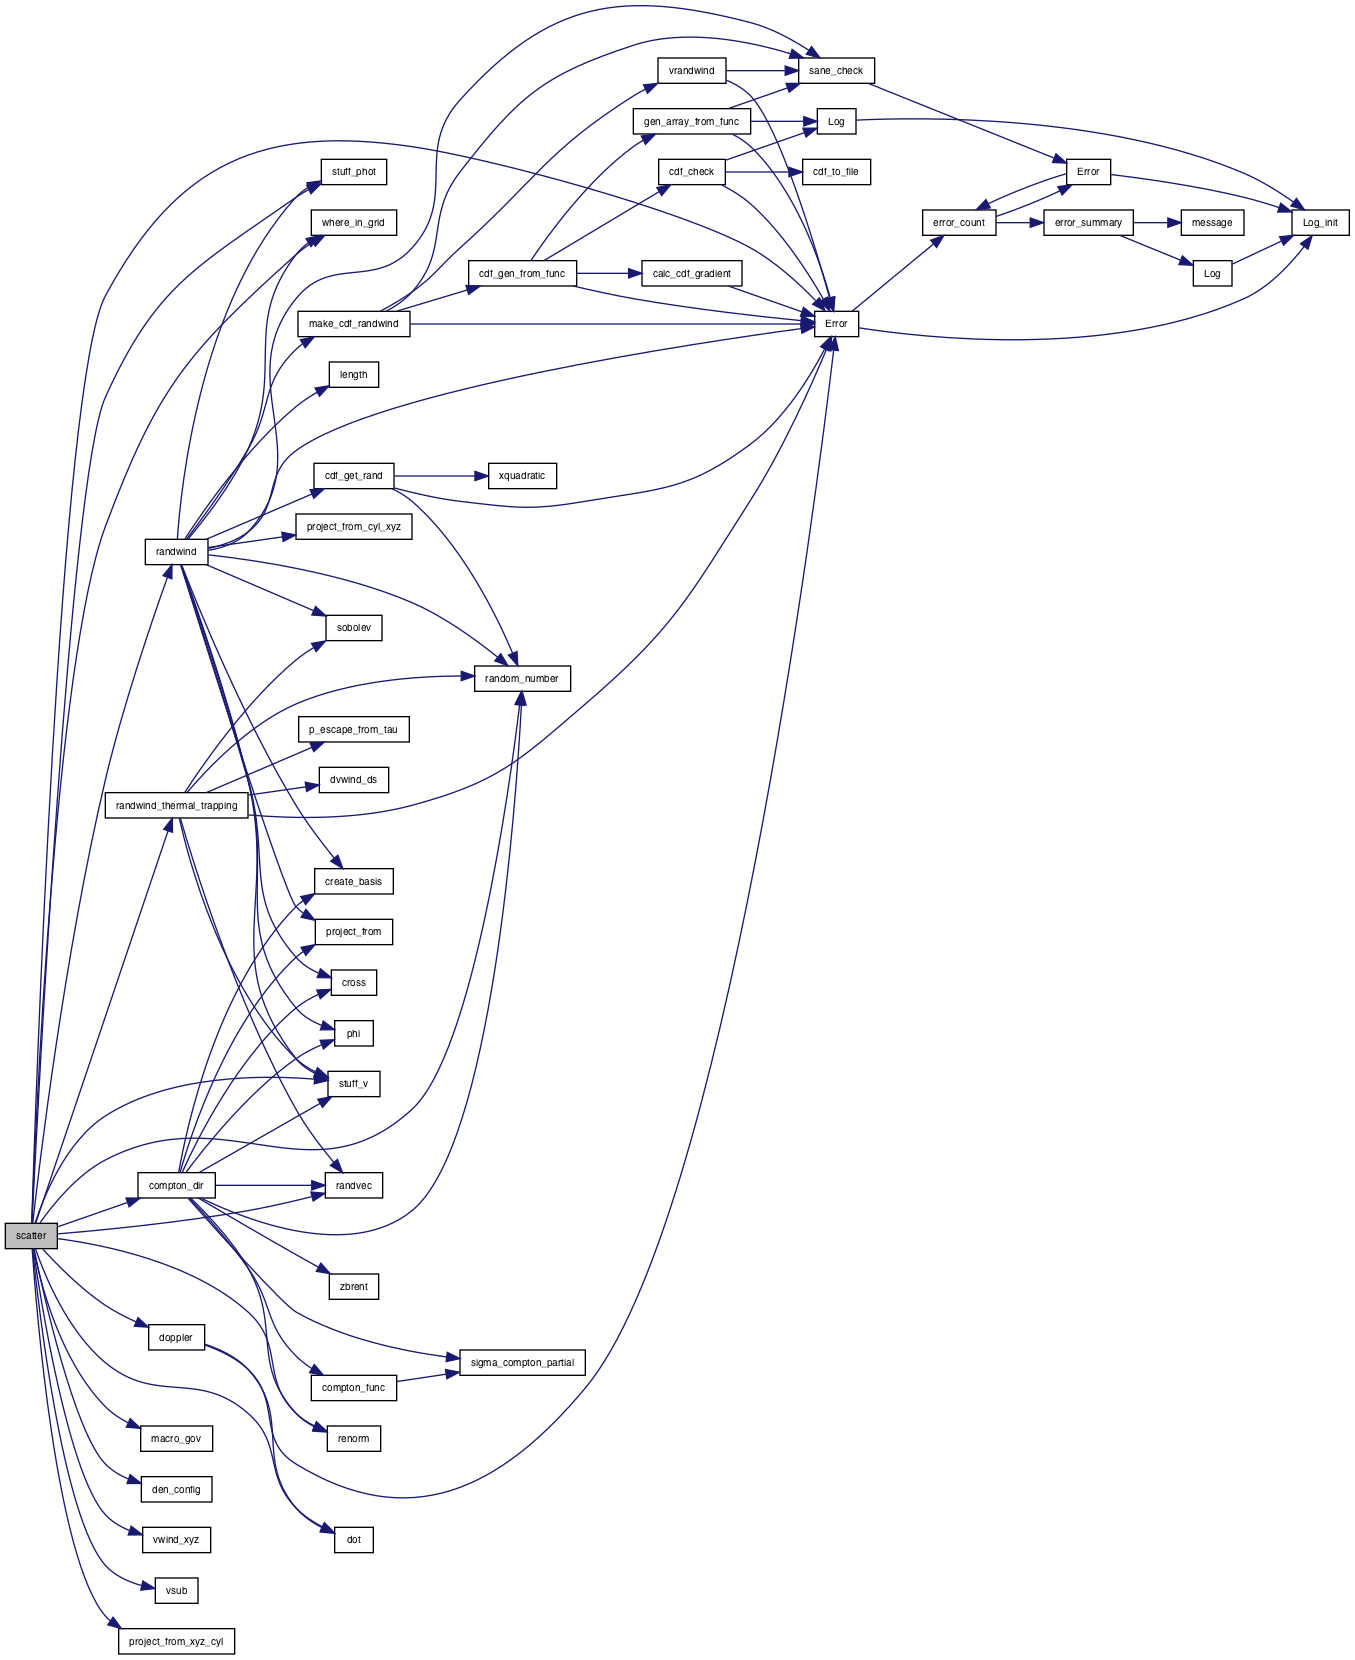 vrandwind
sane_check
gen_array_from_func
Log
stuff_phot
cdf_check
cdf_to_file
Error
where_in_grid
error_count
error_summary
message
Log_init
cdf_gen_from_func
calc_cdf_gradient
Log
make_cdf_randwind
Error
length
cdf_get_rand
xquadratic
project_from_cyl_xyz
randwind
sobolev
random_number
p_escape_from_tau
dvwind_ds
randwind_thermal_trapping
create_basis
project_from
cross
phi
stuff_v
compton_dir
randvec
scatter
zbrent
doppler
sigma_compton_partial
compton_func
macro_gov
renorm
den_config
vwind_xyz
dot
vsub
project_from_xyz_cyl